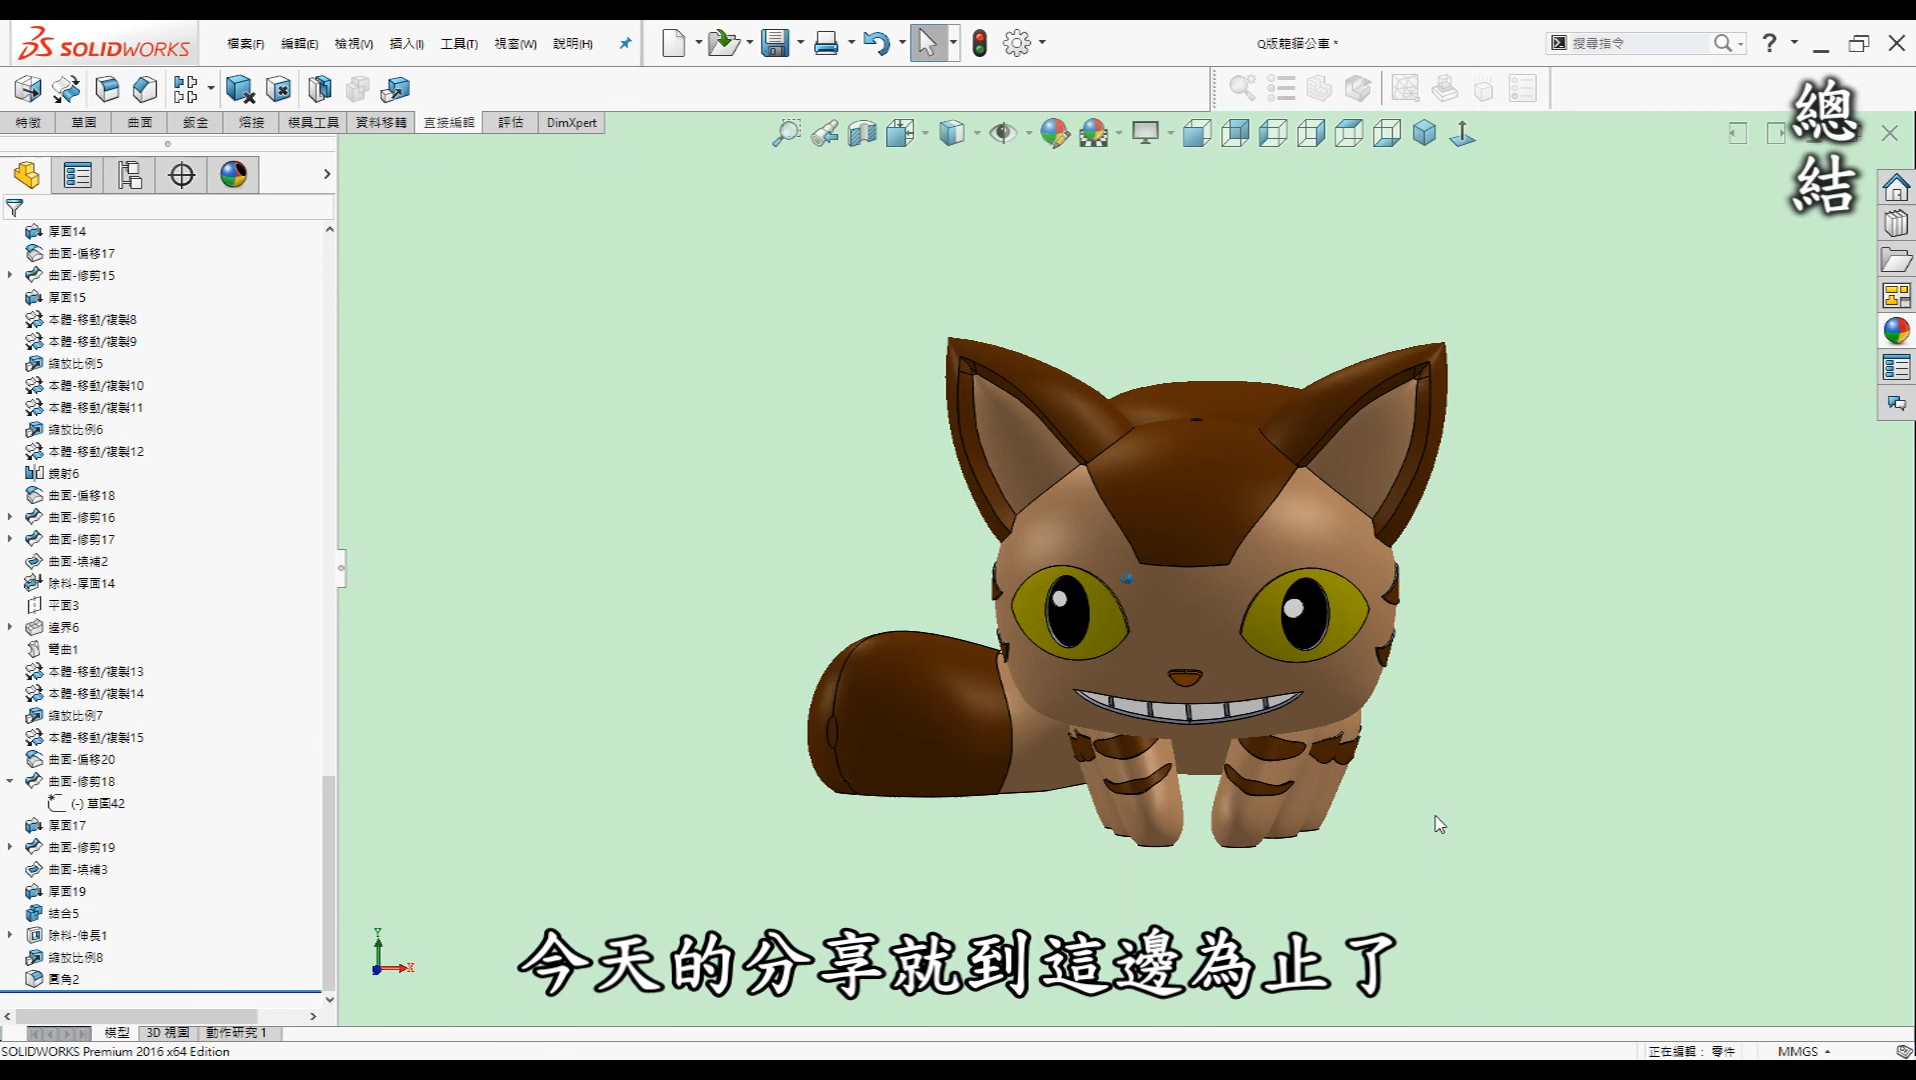 SOLIDWORKS
檔案(F) 編輯(E) 檢視(V) 插入(I) 工具(T) 視窗(W) 說明(H)
Q版龍貓公車 *
搜尋指令
特徵 草圖 曲面 鈑金 熔接 模具工具 資料移轉 直接編輯 評估 DimXpert
總結
厚面14
曲面-偏移17
曲面-修剪15
厚面15
本體-移動/複製8
本體-移動/複製9
縮放比例5
本體-移動/複製10
本體-移動/複製11
縮放比例6
本體-移動/複製12
鏡射6
曲面-偏移18
曲面-修剪16
曲面-修剪17
曲面-填補2
除料-厚面14
平面3
邊界6
彎曲1
本體-移動/複製13
本體-移動/複製14
縮放比例7
本體-移動/複製15
曲面-偏移20
曲面-修剪18
(-) 草圖42
厚面17
曲面-修剪19
曲面-填補3
厚面19
結合5
除料-伸長1
縮放比例8
圓角2
Y
X
今天的分享就到這邊為止了
模型 3D 視圖 動作研究 1
SOLIDWORKS Premium 2016 x64 Edition
正在編輯： 零件
MMGS